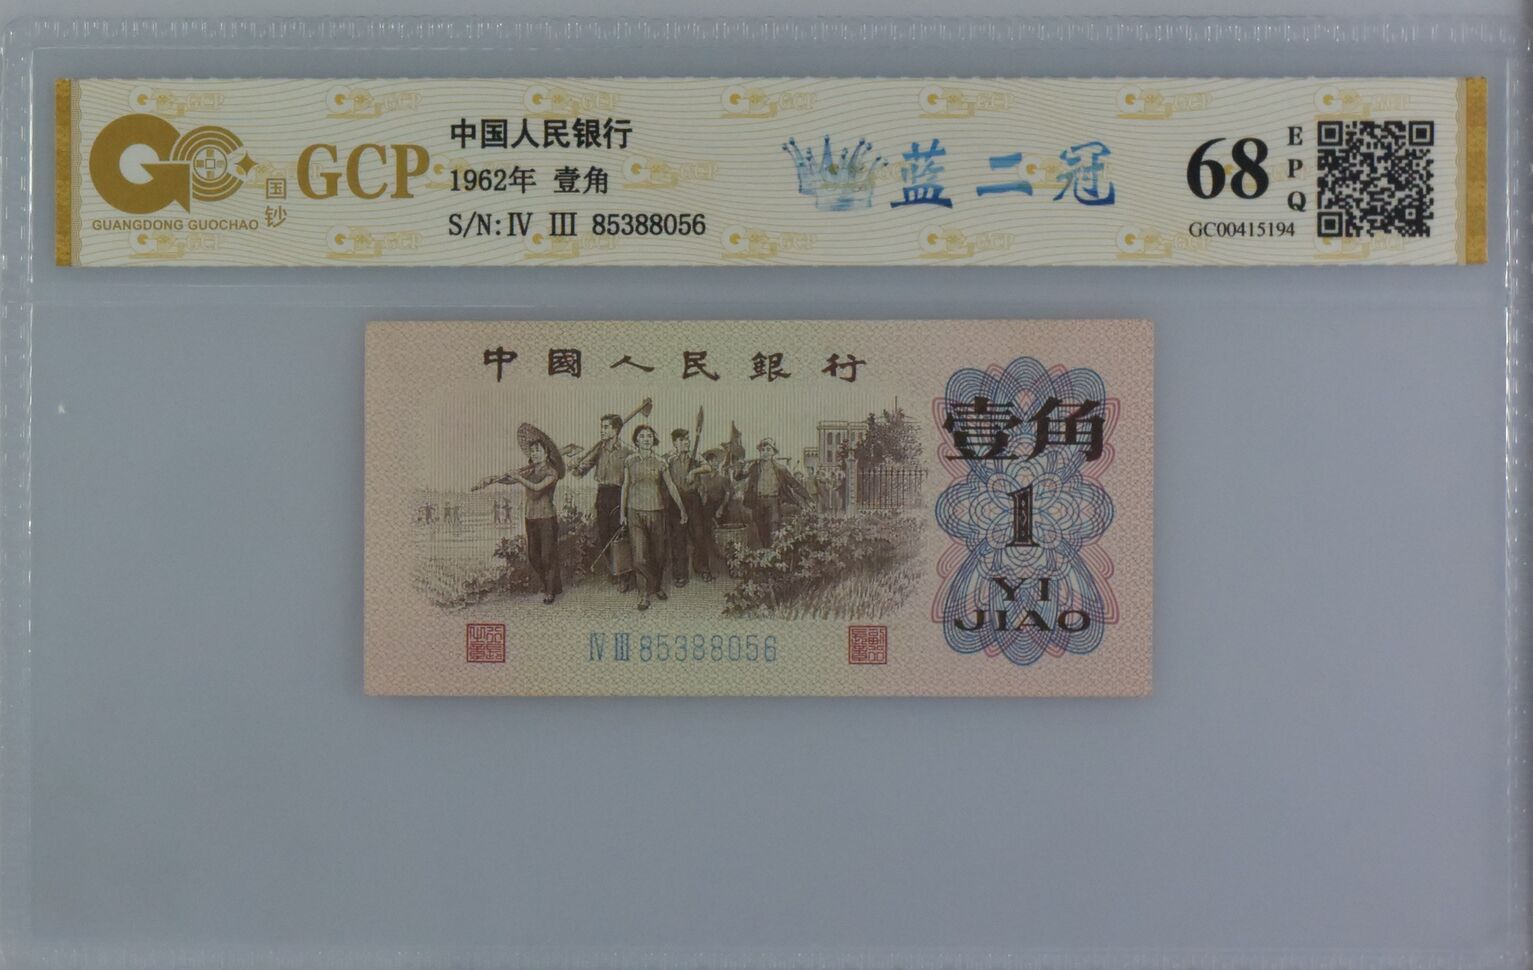 GUANGDONG GUOCHAO
国钞
GCP
中国人民银行
1962年 壹角
S/N:Ⅳ Ⅲ 85388056
蓝二冠
68
EPQ
GC00415194
中國人民銀行
壹角
1
YI
JIAO
Ⅳ Ⅲ 85388056